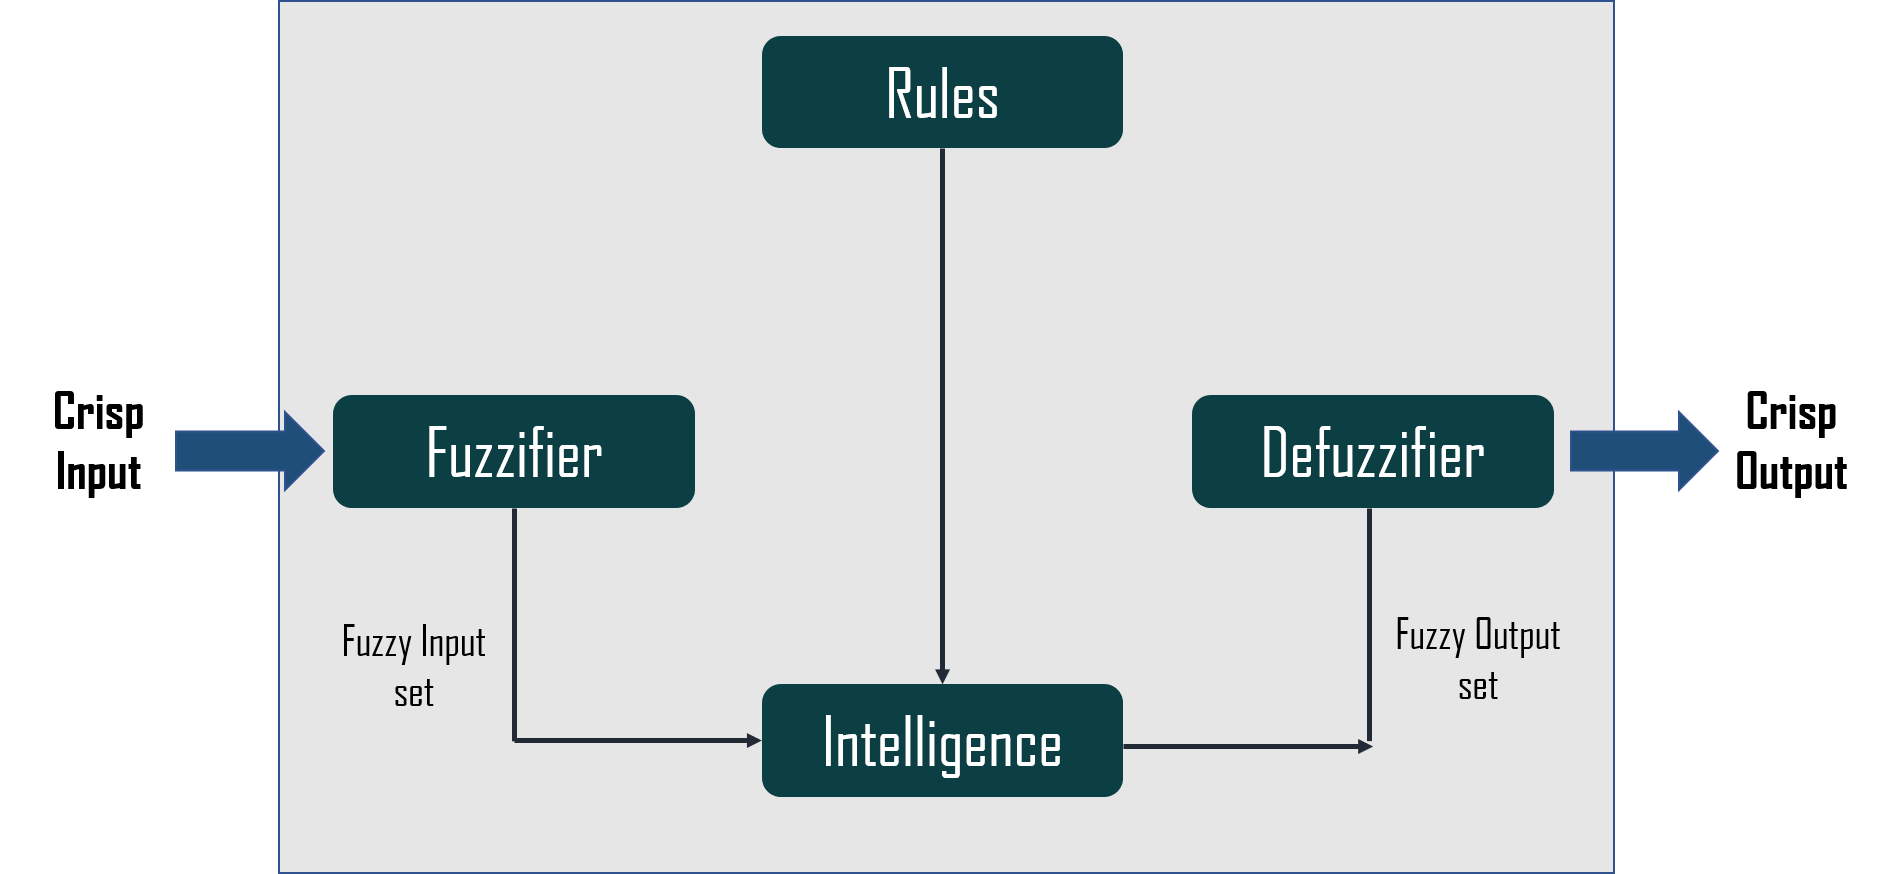 Rules
Crisp
Input
Fuzzifier
Defuzzifier
Crisp
Output
Fuzzy Input
set
Fuzzy Output
set
Intelligence